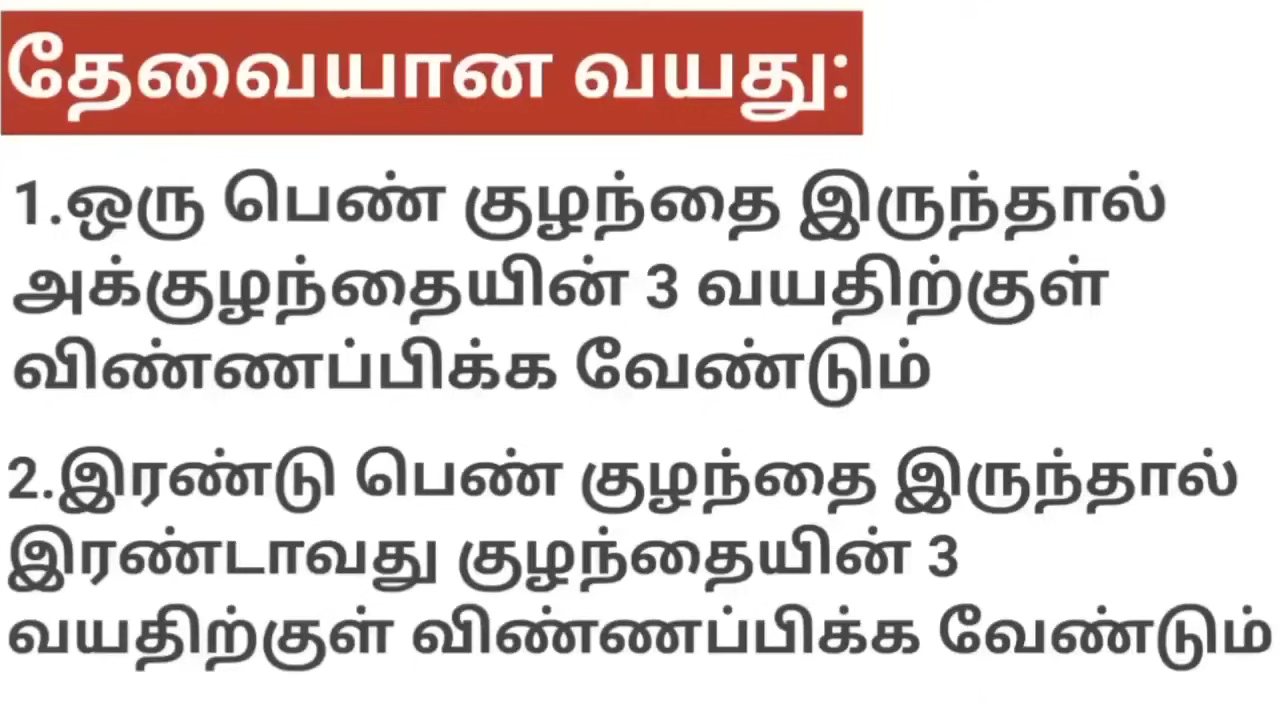 தேவையான வயது:
1.ஒரு பெண் குழந்தை இருந்தால்
அக்குழந்தையின் 3 வயதிற்குள்
விண்ணப்பிக்க வேண்டும்
2.இரண்டு பெண் குழந்தை இருந்தால்
இரண்டாவது குழந்தையின் 3
வயதிற்குள் விண்ணப்பிக்க வேண்டும்